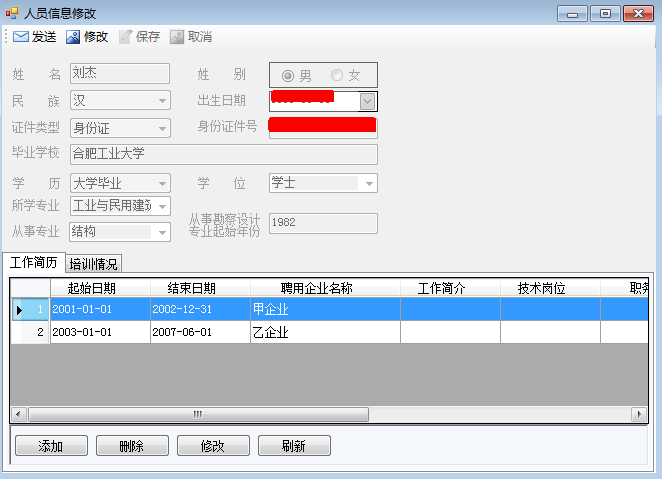 人员信息修改
发送 修改 保存 取消
姓 名 刘杰 姓 别 男 女
民 族 汉 出生日期
证件类型 身份证 身份证件号
毕业学校 合肥工业大学
学 历 大学毕业 学 位 学士
所学专业 工业与民用建筑 从事勘察设计
从事专业 结构 专业起始年份 1982
工作简历 培训情况
起始日期 结束日期 聘用企业名称 工作简介 技术岗位 职务
1 2001-01-01 2002-12-31 甲企业
2 2003-01-01 2007-06-01 乙企业
添加 删除 修改 刷新